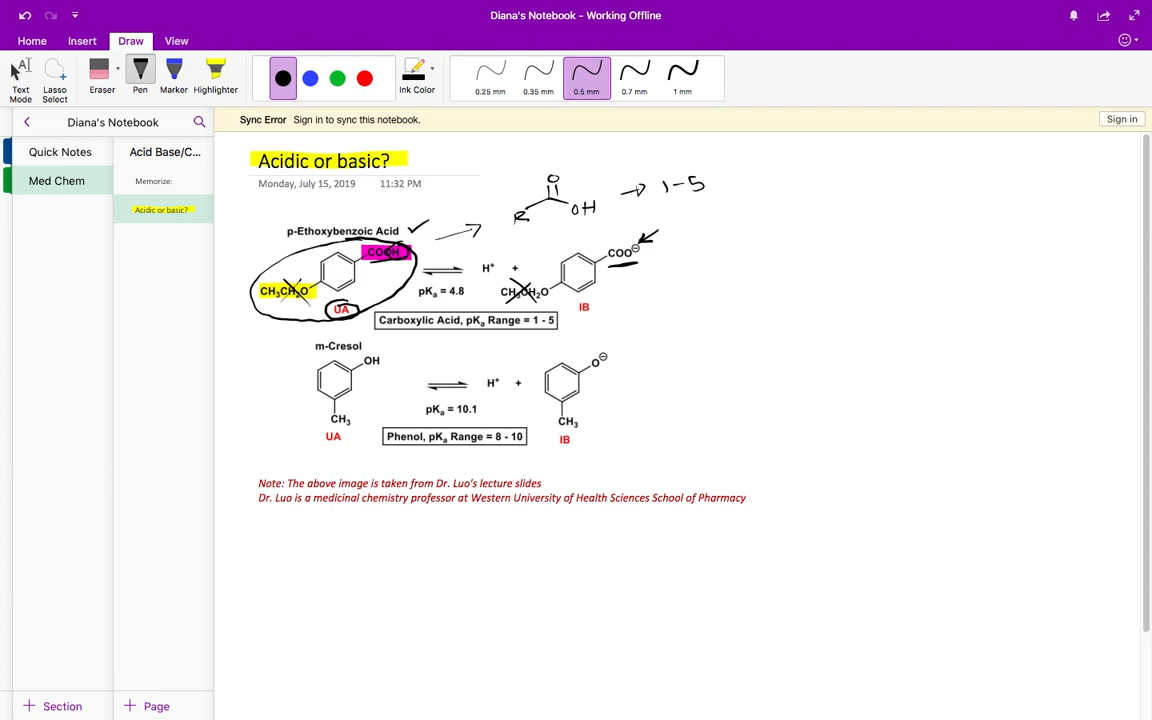 Diana's Notebook - Working Offline
Home Insert Draw View
Text Mode
Lasso Select
Eraser
Pen
Marker
Highlighter
Ink Color
0.25 mm 0.35 mm 0.5 mm 0.7 mm 1 mm
Diana's Notebook
Sync Error Sign in to sync this notebook.
Sign in
Quick Notes
Med Chem
Acid Base/C...
Memorize:
Acidic or basic?
Acidic or basic?
Monday, July 15, 2019 11:32 PM
O
R OH → 1-5
p-Ethoxybenzoic Acid
COOH
CH₃CH₂O
UA
H⁺ +
pKₐ = 4.8
COO⊖
CH₃CH₂O
IB
Carboxylic Acid, pKₐ Range = 1 - 5
m-Cresol
OH
CH₃
UA
H⁺ +
pKₐ = 10.1
O⊖
CH₃
IB
Phenol, pKₐ Range = 8 - 10
Note: The above image is taken from Dr. Luo's lecture slides
Dr. Luo is a medicinal chemistry professor at Western University of Health Sciences School of Pharmacy
+ Section
+ Page